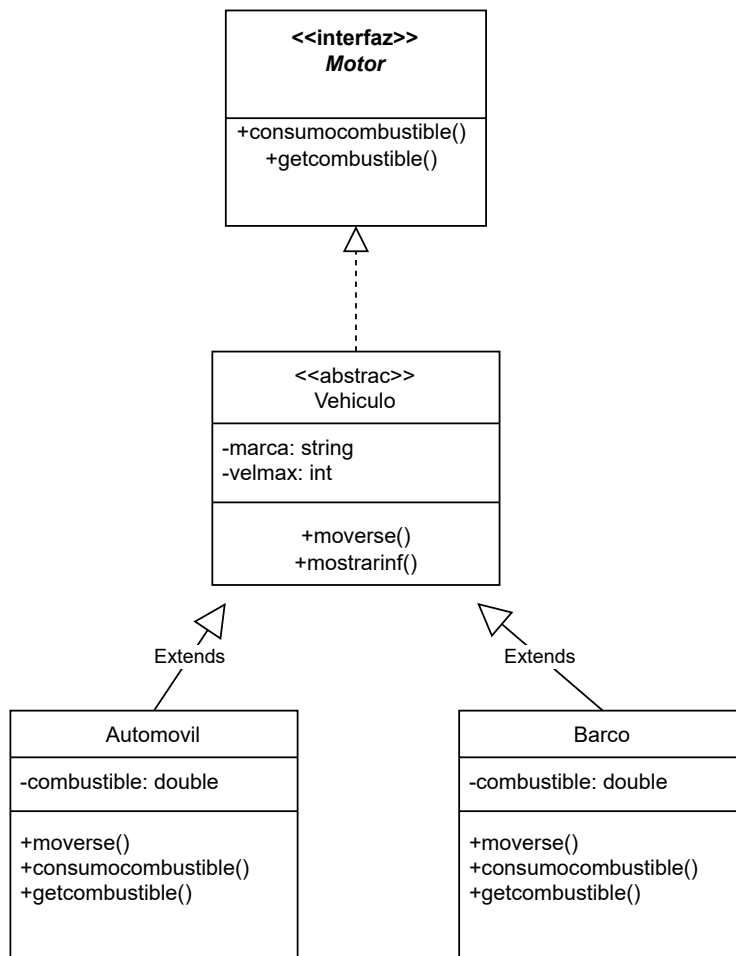 <<interfaz>>
Motor
+consumocombustible()
+getcombustible()
<<abstrac>>
Vehiculo
-marca: string
-velmax: int
+moverse()
+mostrarinf()
Extends
Extends
Automovil
-combustible: double
+moverse()
+consumocombustible()
+getcombustible()
Barco
-combustible: double
+moverse()
+consumocombustible()
+getcombustible()